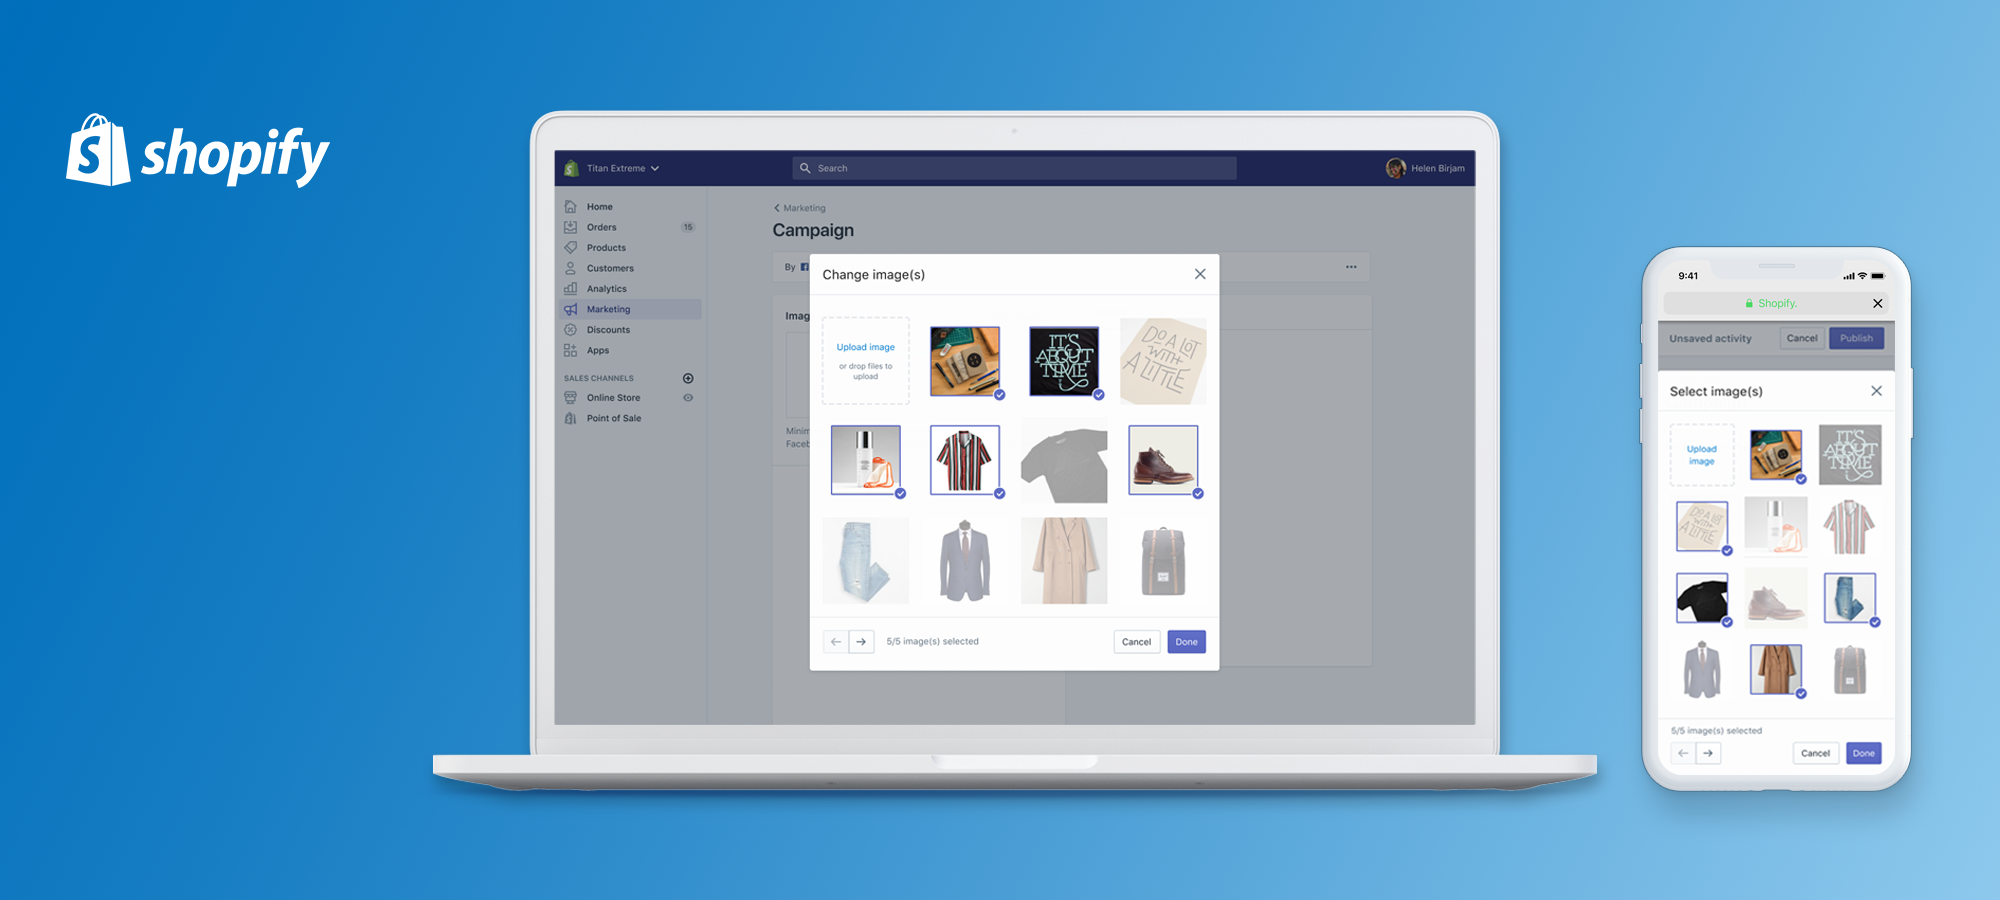 shopify
Titan Extreme
Search
Helen Birjam
Home
Orders
15
Products
Customers
Analytics
Marketing
Discounts
Apps
SALES CHANNELS
Online Store
Point of Sale
Marketing
Campaign
By
Imag
Minim
Faceb
Change image(s)
Upload image
or drop files to
upload
IT'S
ABOUT
TIME
DO A LOT
WITH
A LITTLE
5/5 image(s) selected
Cancel
Done
9:41
Shopify.
Unsaved activity
Cancel
Publish
Select image(s)
Upload
image
IT'S
ABOUT
TIME
DO A LOT
WITH
A LITTLE
5/5 image(s) selected
Cancel
Done